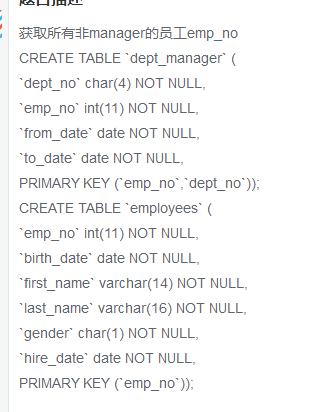 获取所有非manager的员工emp_no
CREATE TABLE `dept_manager` (
`dept_no` char(4) NOT NULL,
`emp_no` int(11) NOT NULL,
`from_date` date NOT NULL,
`to_date` date NOT NULL,
PRIMARY KEY (`emp_no`,`dept_no`));
CREATE TABLE `employees` (
`emp_no` int(11) NOT NULL,
`birth_date` date NOT NULL,
`first_name` varchar(14) NOT NULL,
`last_name` varchar(16) NOT NULL,
`gender` char(1) NOT NULL,
`hire_date` date NOT NULL,
PRIMARY KEY (`emp_no`));